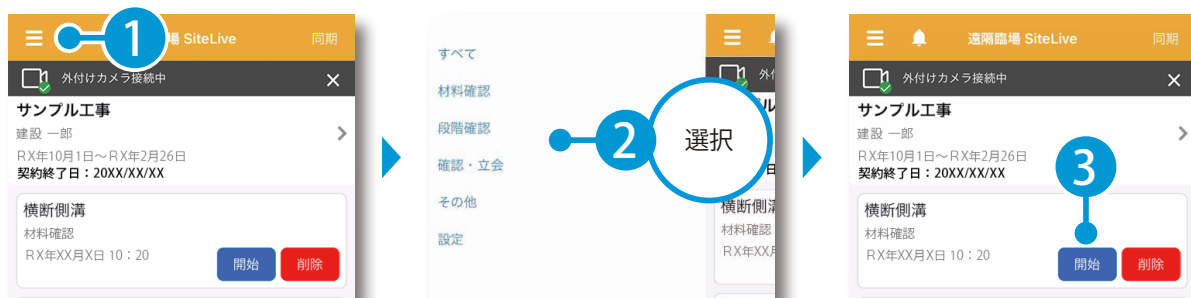 1
場 SiteLive
同期
外付けカメラ接続中
サンプル工事
建設 一郎
RX年10月1日～RX年2月26日
契約終了日：20XX/XX/XX
横断側溝
材料確認
RX年XX月X日 10：20
開始
削除
すべて
材料確認
段階確認
確認・立会
その他
設定
2
選択
外
横断側溝
材料確認
RX年XX月
遠隔臨場 SiteLive
同期
外付けカメラ接続中
サンプル工事
建設 一郎
RX年10月1日～RX年2月26日
契約終了日：20XX/XX/XX
3
横断側溝
材料確認
RX年XX月X日 10：20
開始
削除